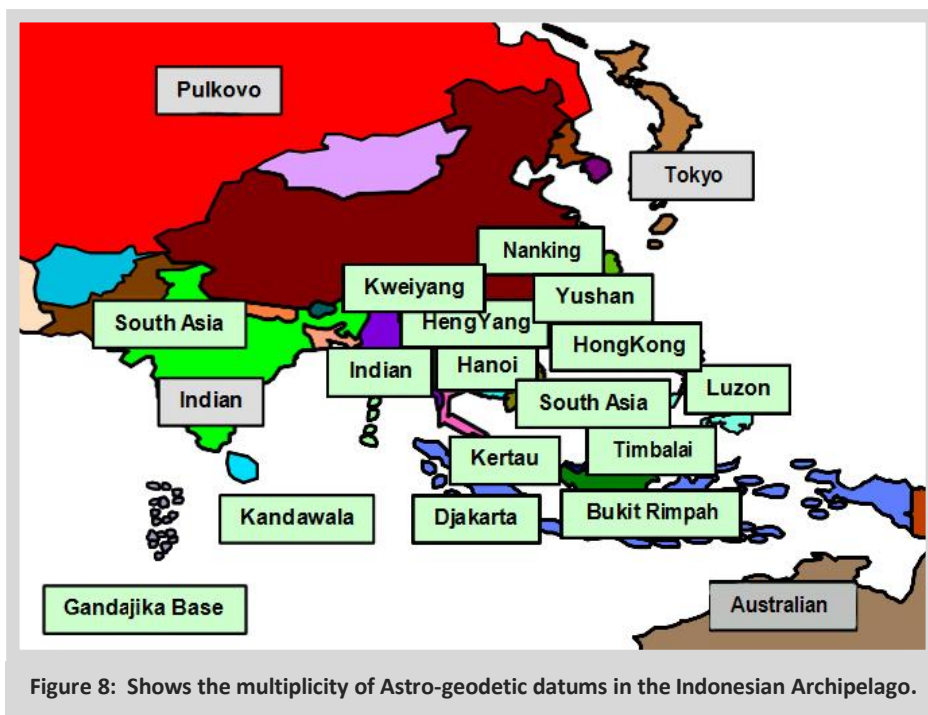 Pulkovo
Tokyo
Nanking
Kweiyang
Yushan
South Asia
HengYang
HongKong
Indian
Hanoi
Luzon
Indian
South Asia
Timbalai
Kertau
Kandawala
Djakarta
Bukit Rimpah
Gandajika Base
Australian
Figure 8: Shows the multiplicity of Astro-geodetic datums in the Indonesian Archipelago.